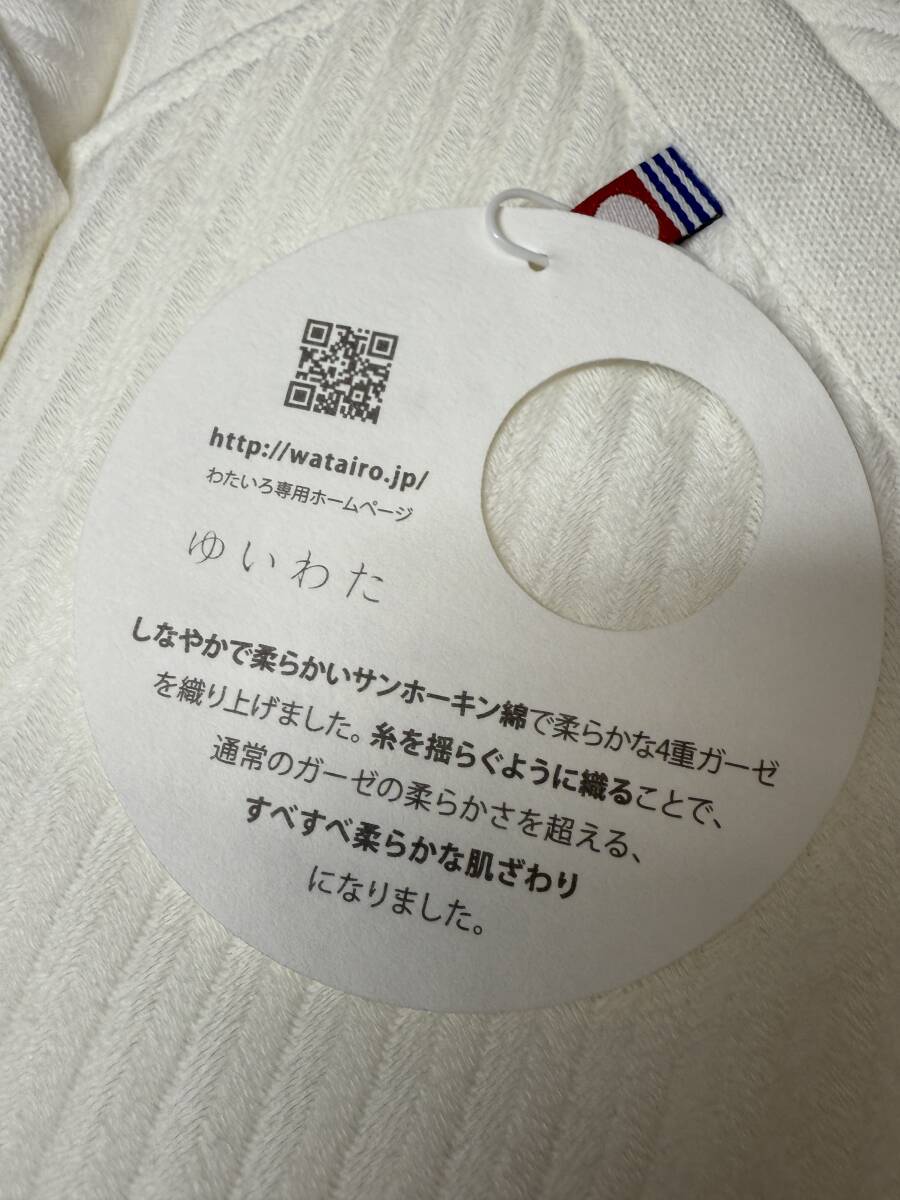 http://watairo.jp/
わたいろ専用ホームページ
ゆいわた
しなやかで柔らかいサンホーキン綿で柔らかな4重ガーゼ
を織り上げました。糸を揺らぐように織ることで、
通常のガーゼの柔らかさを超える、
すべすべ柔らかな肌ざわり
になりました。